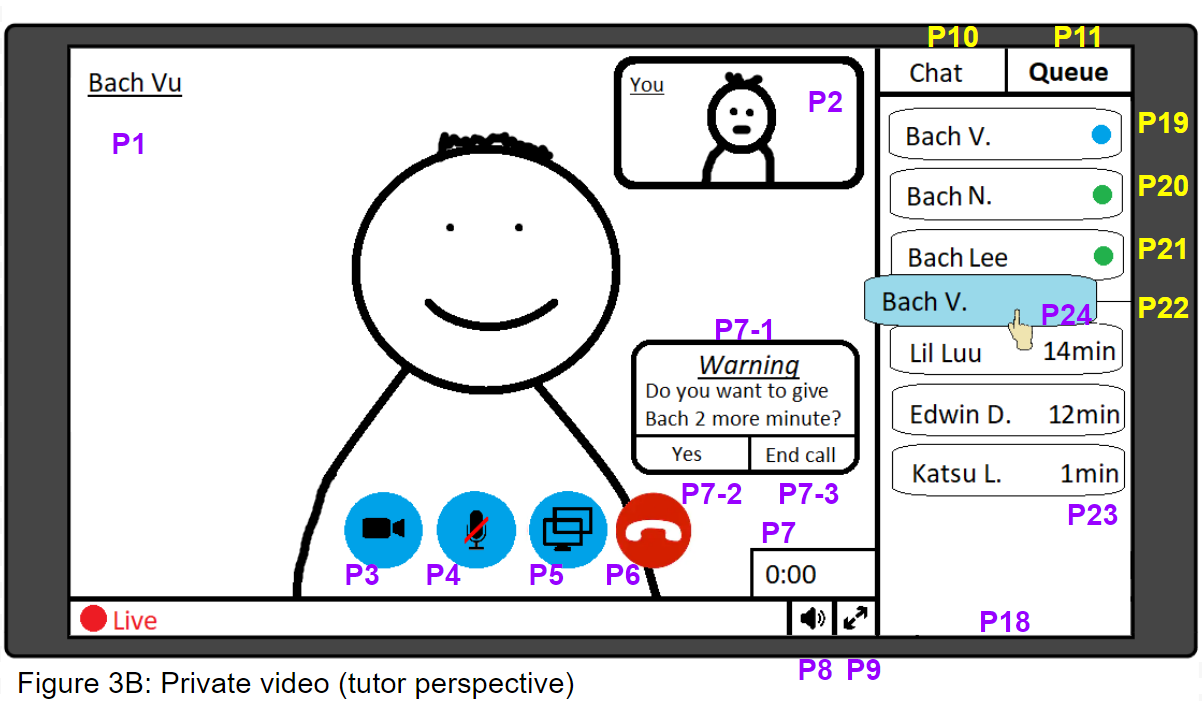 P10 P11
Chat Queue
Bach Vu
You
P2
P1
Bach V. P19
Bach N. P20
Bach Lee P21
Bach V. P24 P22
P7-1
Warning
Do you want to give
Bach 2 more minute?
Yes End call
P7-2 P7-3
Lil Luu 14min
Edwin D. 12min
Katsu L. 1min
P23
P7
P3 P4 P5 P6
0:00
Live
P18
P8 P9
Figure 3B: Private video (tutor perspective)